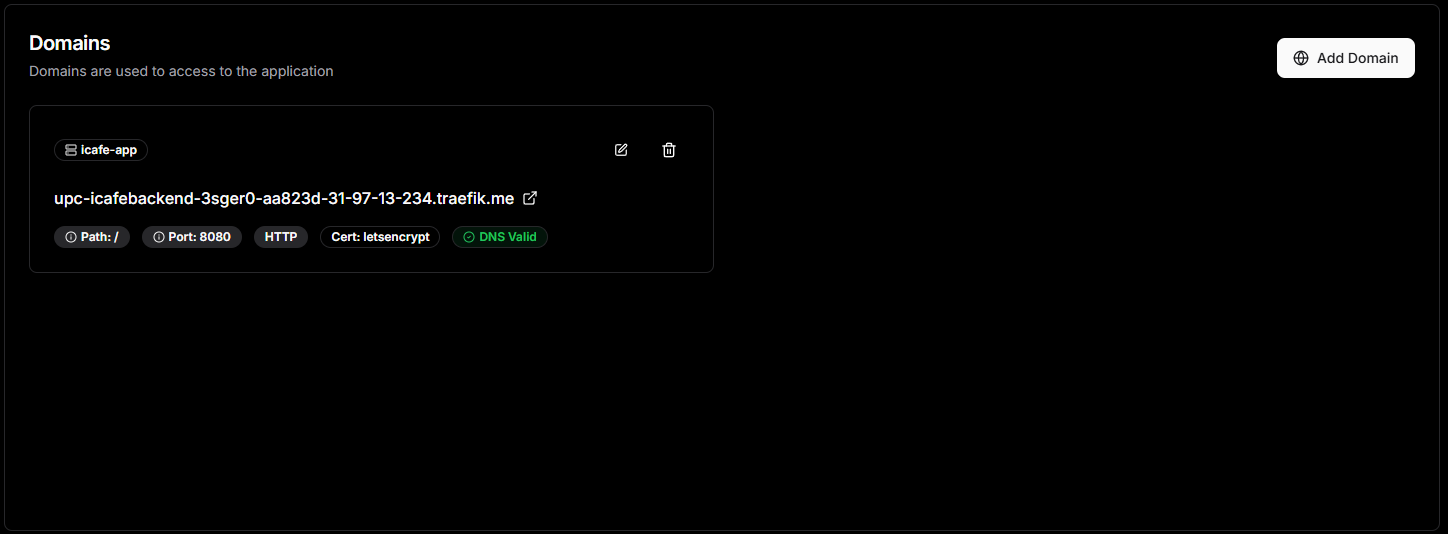 Domains
Domains are used to access to the application
Add Domain
icafe-app
upc-icafebackend-3sger0-aa823d-31-97-13-234.traefik.me
Path: / Port: 8080 HTTP Cert: letsencrypt DNS Valid